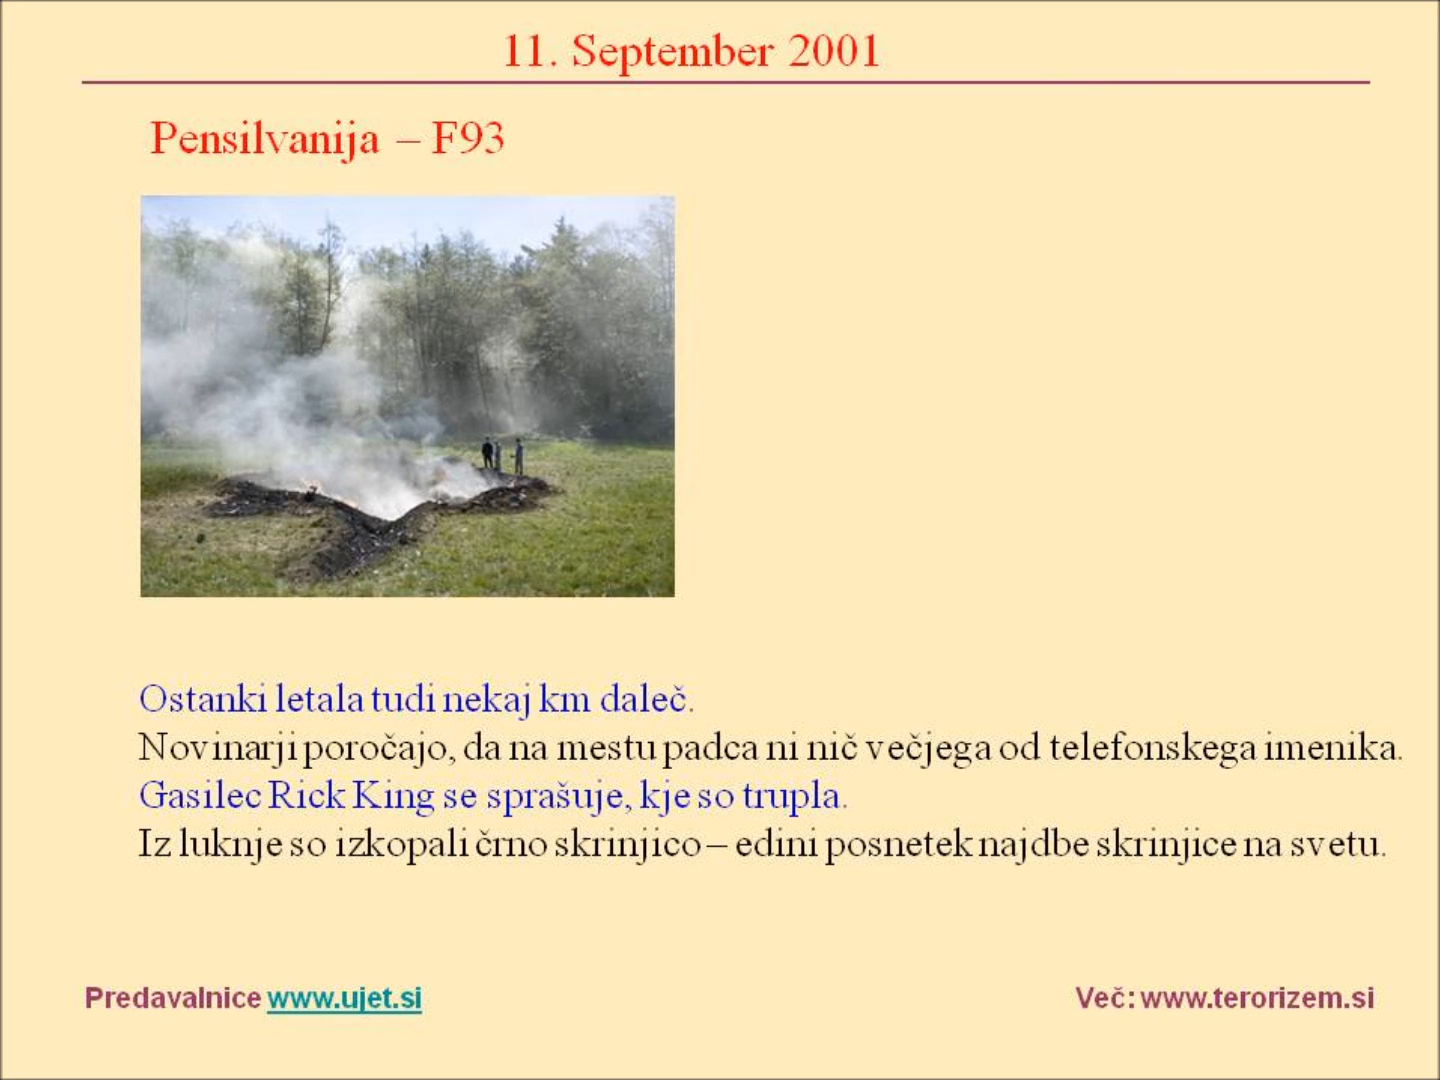 11. September 2001
Pensilvanija – F93
Ostanki letala tudi nekaj km daleč.
Novinarji poročajo, da na mestu padca ni nič večjega od telefonskega imenika.
Gasilec Rick King se sprašuje, kje so trupla.
Iz luknje so izkopali črno skrinjico – edini posnetek najdbe skrinjice na svetu.
Predavalnice www.ujet.si
Več: www.terorizem.si